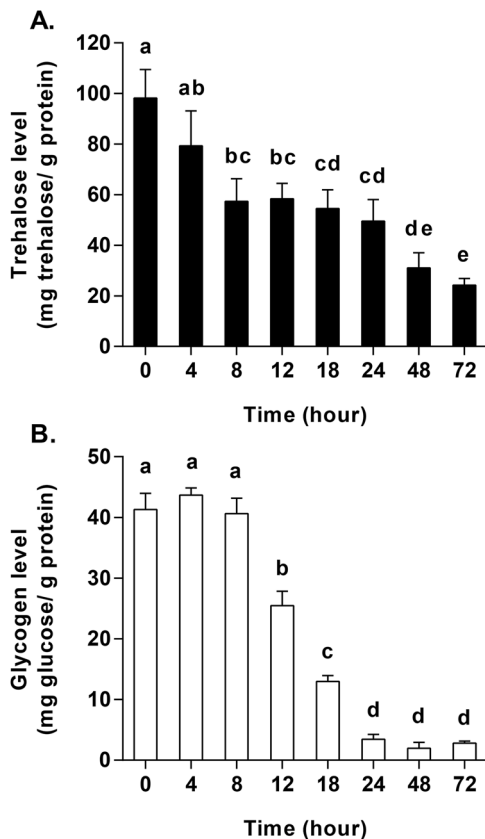 A.
Trehalose level
(mg trehalose/ g protein)
120
100
80
60
40
20
0
a
ab
bc
bc
cd
cd
de
e
0 4 8 12 18 24 48 72
Time (hour)
B.
Glycogen level
(mg glucose/ g protein)
50
40
30
20
10
0
a
a
a
b
c
d
d
d
0 4 8 12 18 24 48 72
Time (hour)